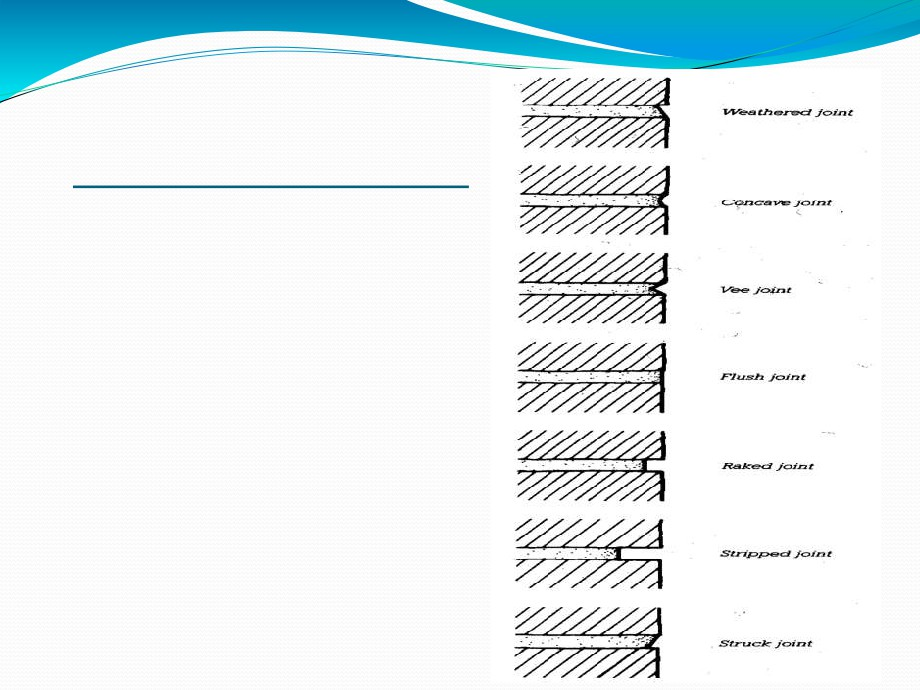 Weathered joint
Concave joint
Vee joint
Flush joint
Raked joint
Stripped joint
Struck joint